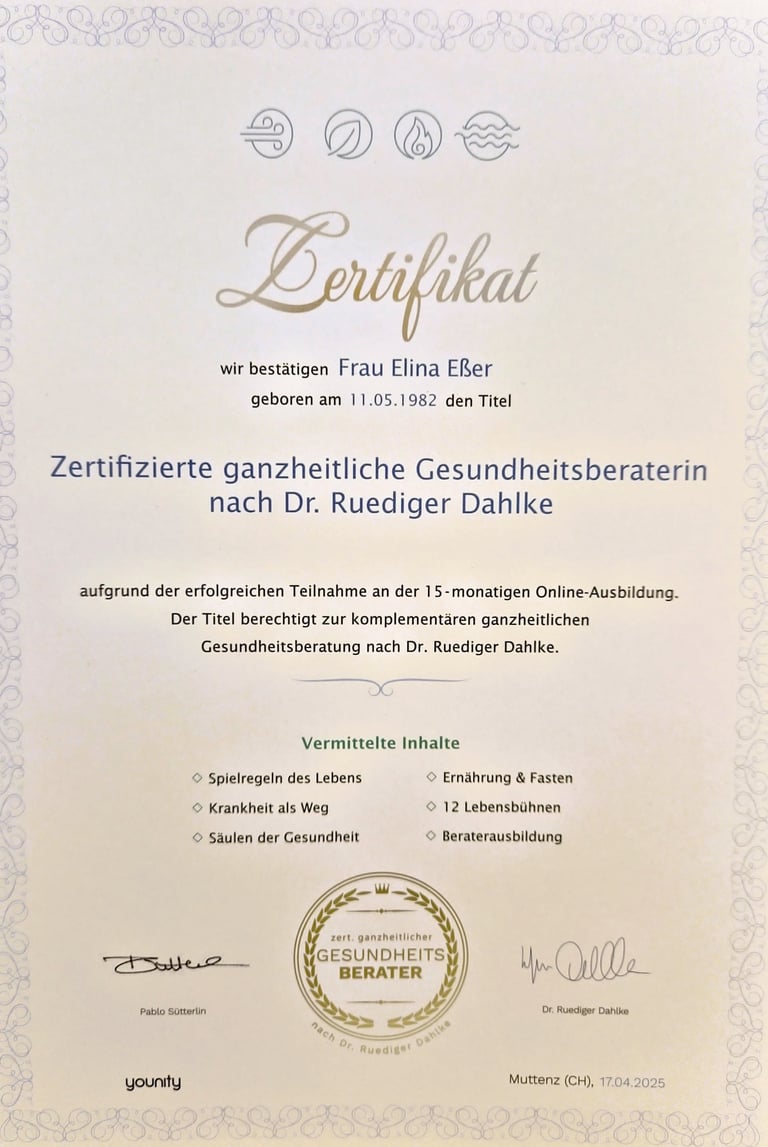 Zertifikat
wir bestätigen Frau Elina Eßer
geboren am 11.05.1982 den Titel
Zertifizierte ganzheitliche Gesundheitsberaterin
nach Dr. Ruediger Dahlke
aufgrund der erfolgreichen Teilnahme an der 15-monatigen Online-Ausbildung.
Der Titel berechtigt zur komplementären ganzheitlichen
Gesundheitsberatung nach Dr. Ruediger Dahlke.
Vermittelte Inhalte
◇ Spielregeln des Lebens
◇ Krankheit als Weg
◇ Säulen der Gesundheit
◇ Ernährung & Fasten
◇ 12 Lebensbühnen
◇ Beraterausbildung
zert. ganzheitlicher
GESUNDHEITS
BERATER
nach Dr. Ruediger Dahlke
Pablo Sütterlin
Dr. Ruediger Dahlke
younity
Muttenz (CH), 17.04.2025